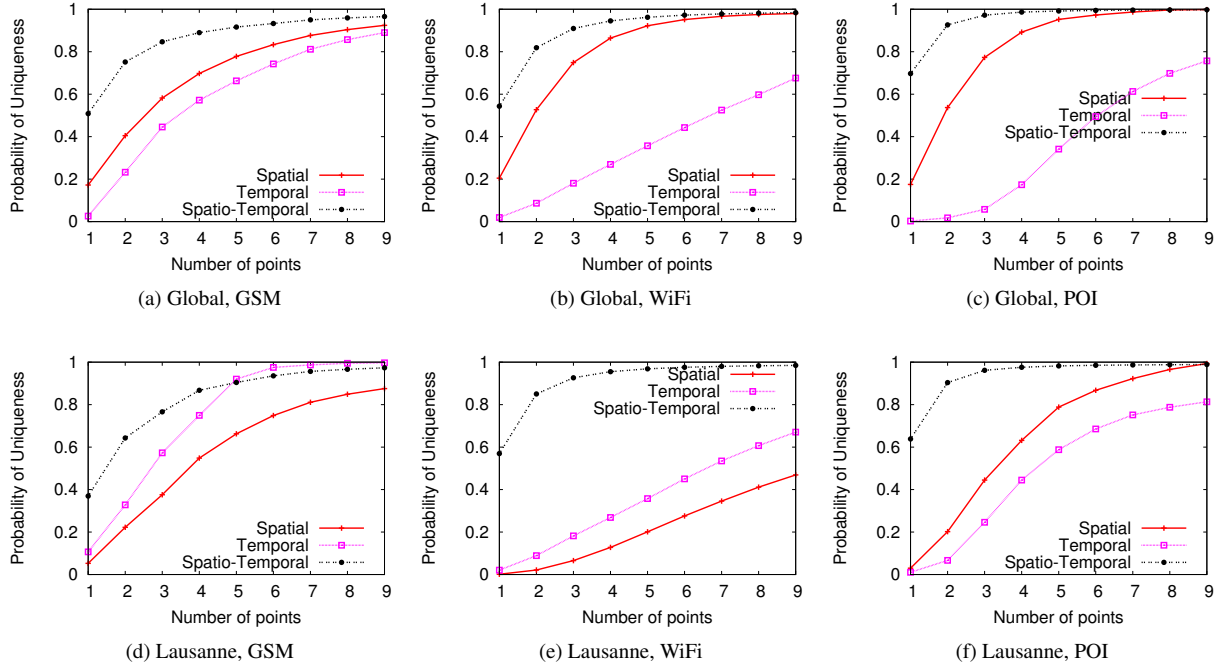 Probability of Uniqueness
1
0.8
0.6
0.4
0.2
0
Spatial
Temporal
Spatio-Temporal
1 2 3 4 5 6 7 8 9
Number of points
(a) Global, GSM
Probability of Uniqueness
1
0.8
0.6
0.4
0.2
0
Spatial
Temporal
Spatio-Temporal
1 2 3 4 5 6 7 8 9
Number of points
(b) Global, WiFi
Probability of Uniqueness
1
0.8
0.6
0.4
0.2
0
Spatial
Temporal
Spatio-Temporal
1 2 3 4 5 6 7 8 9
Number of points
(c) Global, POI
Probability of Uniqueness
1
0.8
0.6
0.4
0.2
0
Spatial
Temporal
Spatio-Temporal
1 2 3 4 5 6 7 8 9
Number of points
(d) Lausanne, GSM
Probability of Uniqueness
1
0.8
0.6
0.4
0.2
0
Spatial
Temporal
Spatio-Temporal
1 2 3 4 5 6 7 8 9
Number of points
(e) Lausanne, WiFi
Probability of Uniqueness
1
0.8
0.6
0.4
0.2
0
Spatial
Temporal
Spatio-Temporal
1 2 3 4 5 6 7 8 9
Number of points
(f) Lausanne, POI